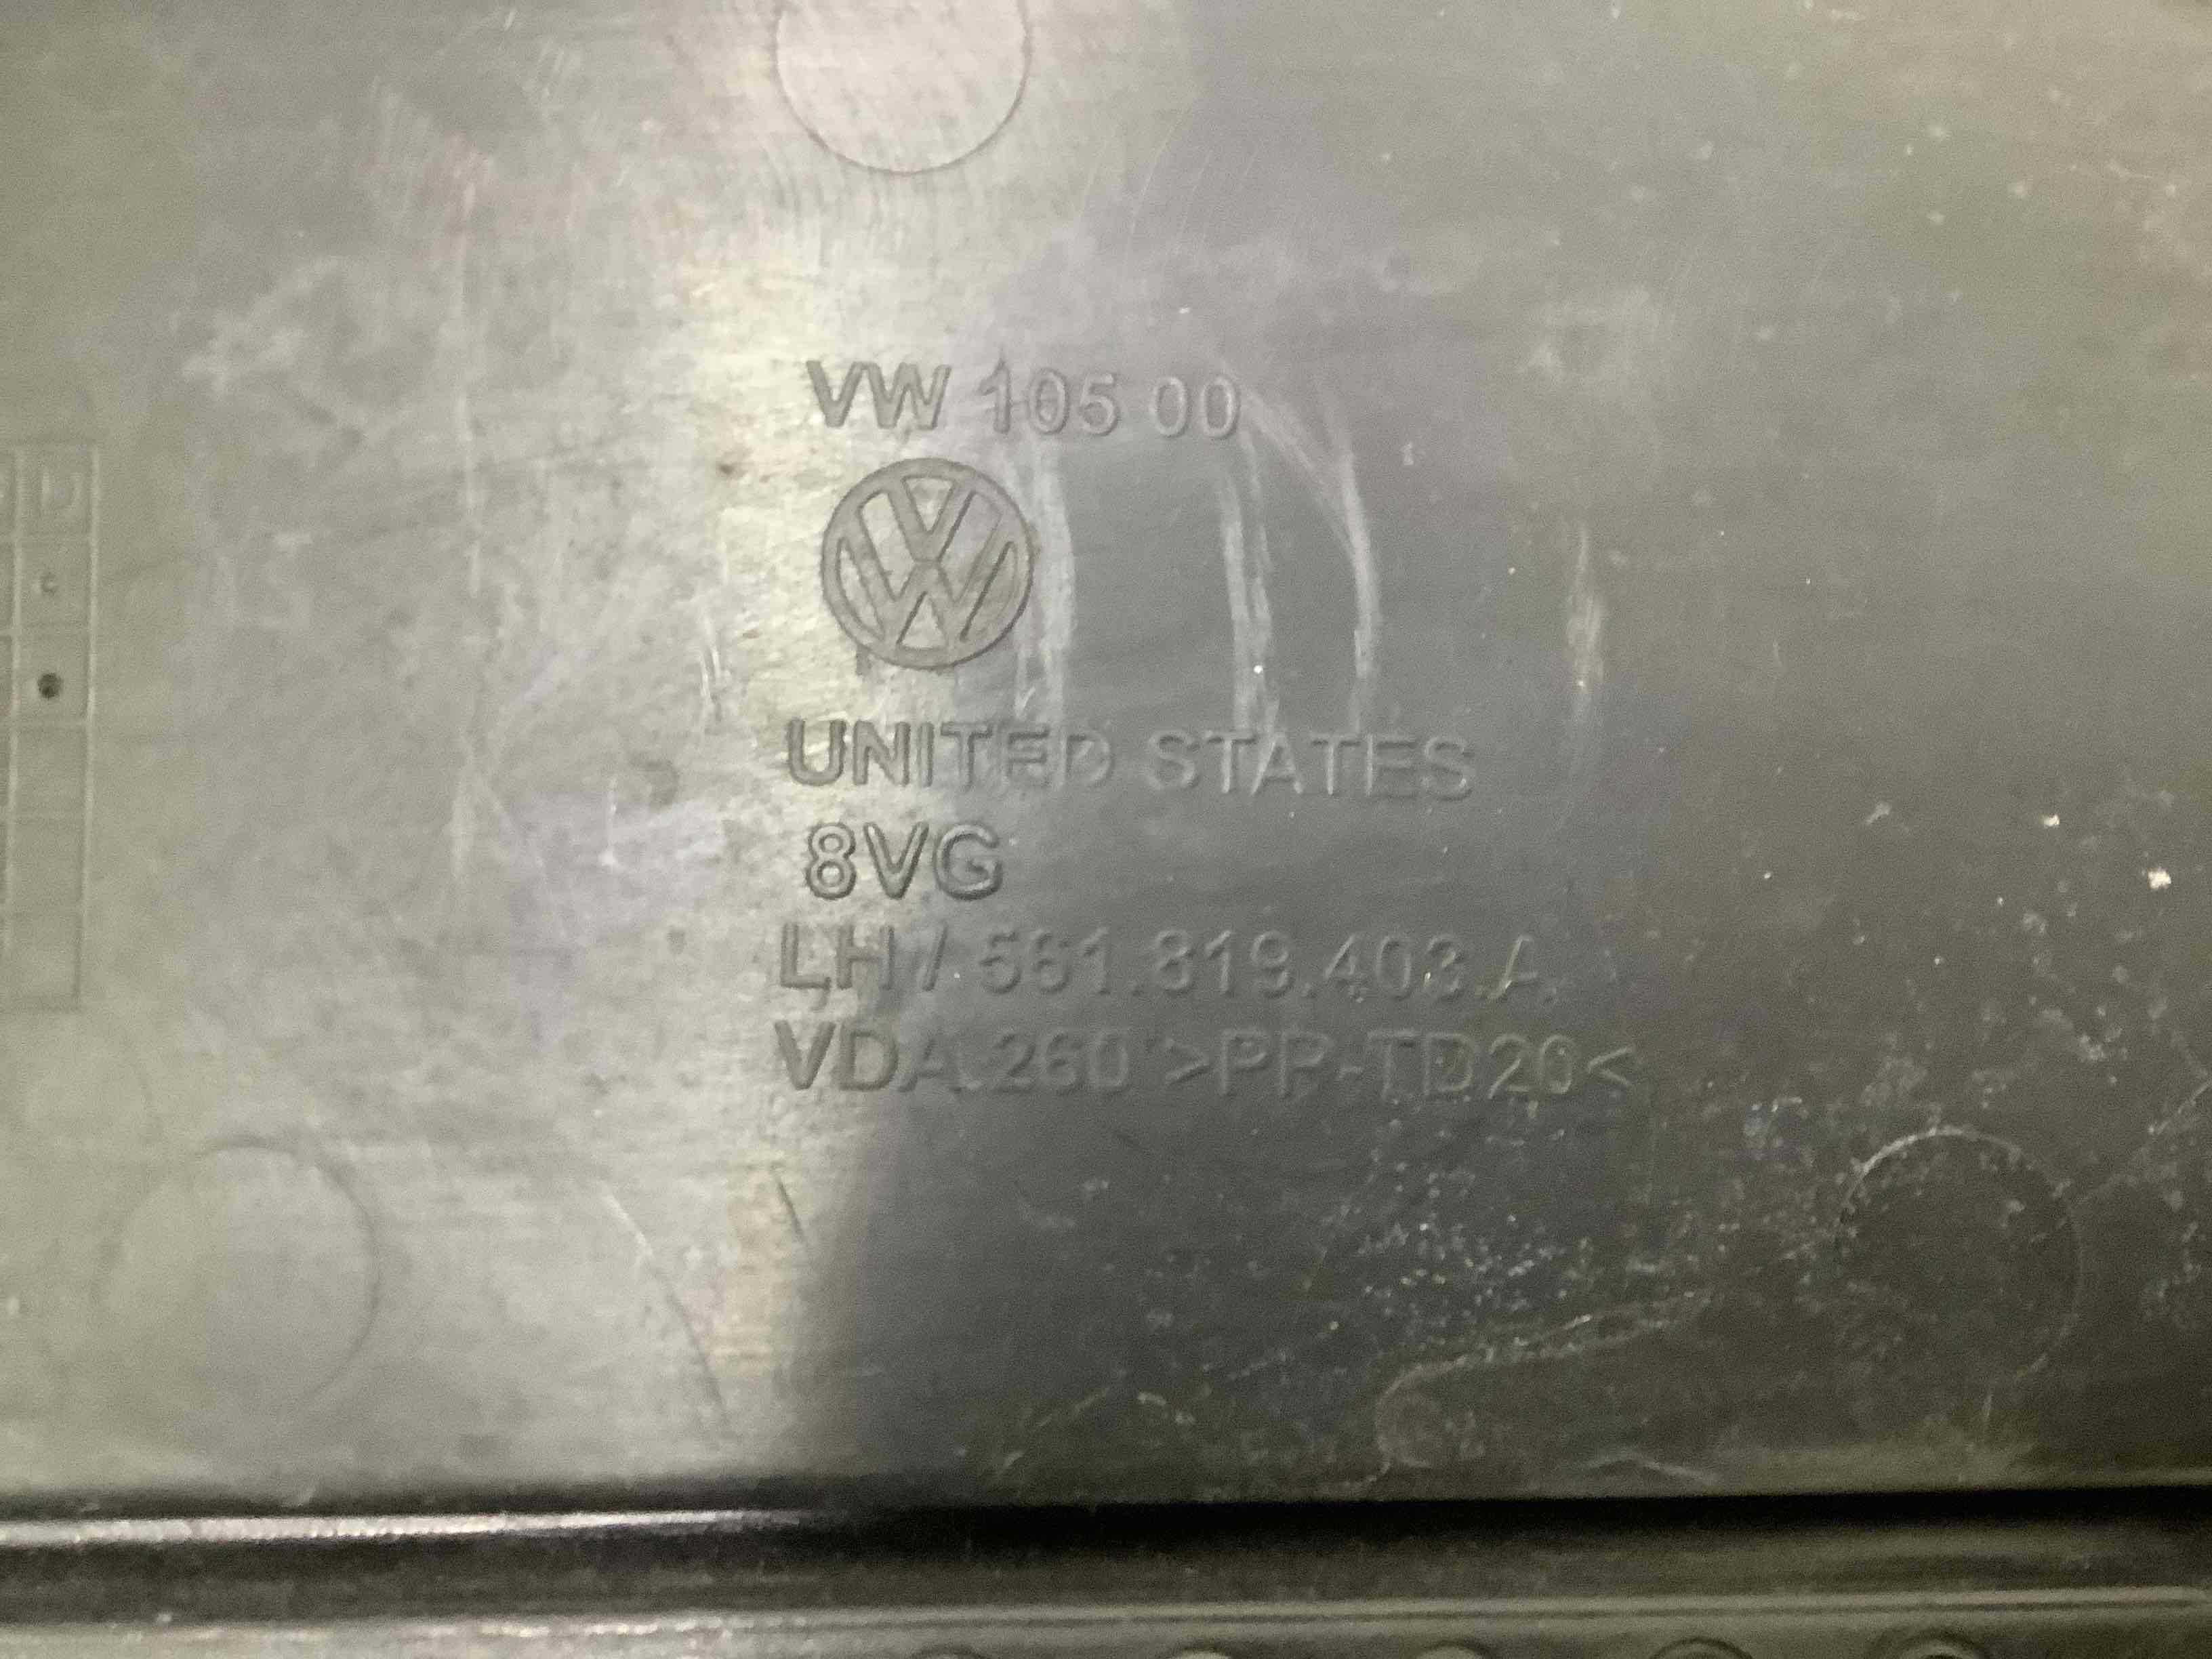 VW 105 00
UNITED STATES
8VG
LH / 561.819.403.A
VDA 260 >PP-TD20<